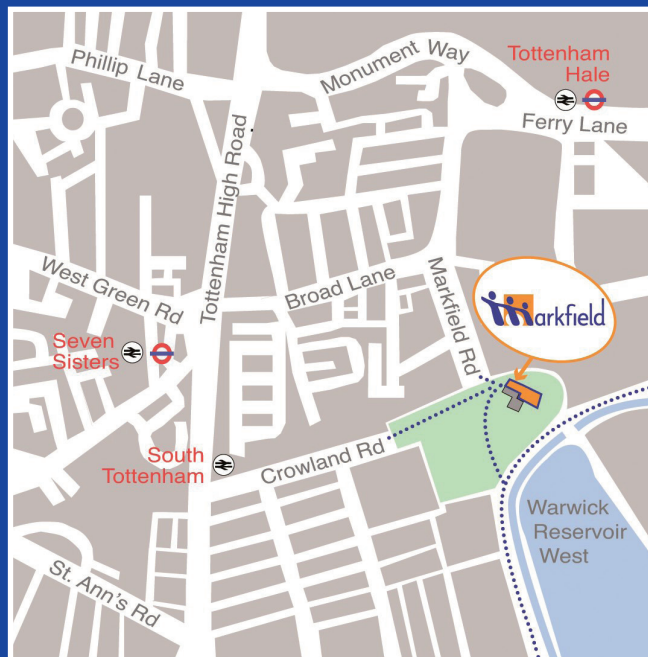 Phillip Lane
Monument Way
Tottenham
Hale
Ferry Lane
Tottenham High Road
West Green Rd
Broad Lane
Markfield Rd
markfield
Seven
Sisters
South
Tottenham
Crowland Rd
Warwick
Reservoir
West
St. Ann's Rd